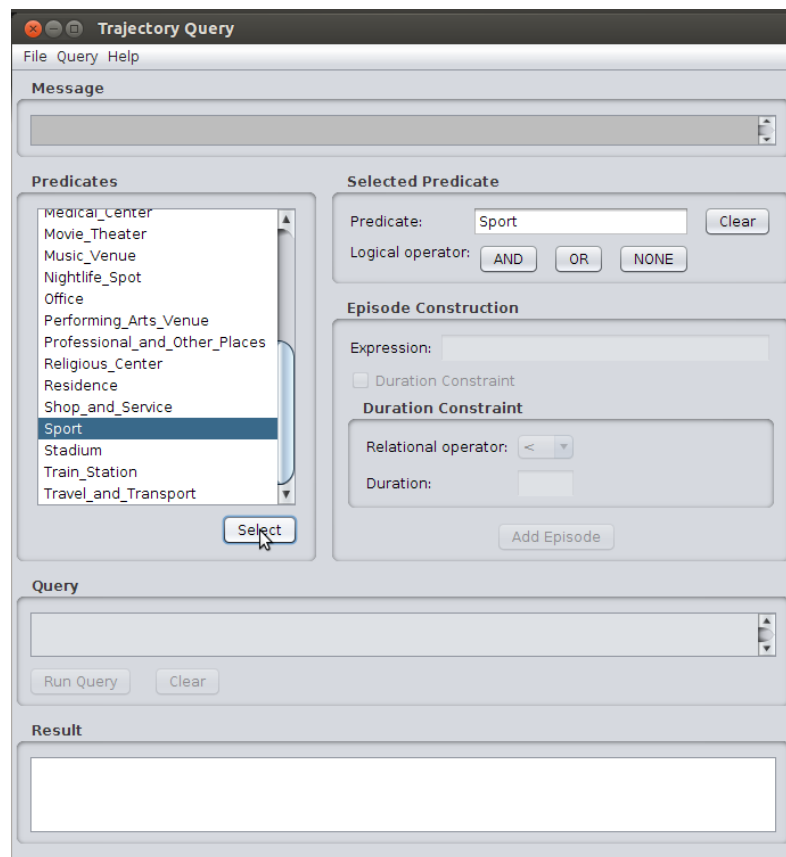 Trajectory Query
File Query Help
Message
Predicates
Medical_Center
Movie_Theater
Music_Venue
Nightlife_Spot
Office
Performing_Arts_Venue
Professional_and_Other_Places
Religious_Center
Residence
Shop_and_Service
Sport
Stadium
Train_Station
Travel_and_Transport
Select
Selected Predicate
Predicate: Sport Clear
Logical operator: AND OR NONE
Episode Construction
Expression:
Duration Constraint
Duration Constraint
Relational operator: <
Duration:
Add Episode
Query
Run Query Clear
Result